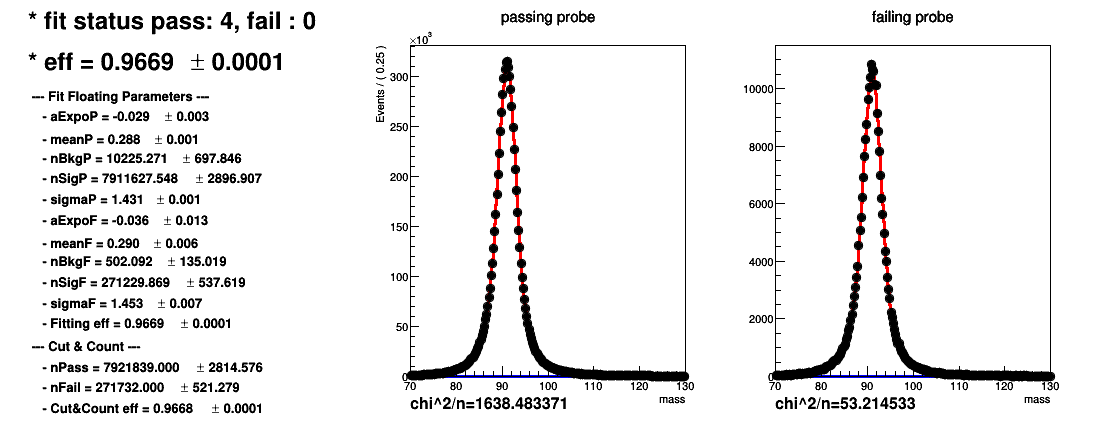 * fit status pass: 4, fail : 0
* eff = 0.9669 ± 0.0001
--- Fit Floating Parameters ---
- aExpoP = -0.029 ± 0.003
- meanP = 0.288 ± 0.001
- nBkgP = 10225.271 ± 697.846
- nSigP = 7911627.548 ± 2896.907
- sigmaP = 1.431 ± 0.001
- aExpoF = -0.036 ± 0.013
- meanF = 0.290 ± 0.006
- nBkgF = 502.092 ± 135.019
- nSigF = 271229.869 ± 537.619
- sigmaF = 1.453 ± 0.007
- Fitting eff = 0.9669 ± 0.0001
--- Cut & Count ---
- nPass = 7921839.000 ± 2814.576
- nFail = 271732.000 ± 521.279
- Cut&Count eff = 0.9668 ± 0.0001
passing probe
×10³
Events / ( 0.25 )
300
250
200
150
100
50
0
70 80 90 100 110 120 130
mass
chi^2/n=1638.483371
failing probe
10000
8000
6000
4000
2000
0
70 80 90 100 110 120 130
mass
chi^2/n=53.214533